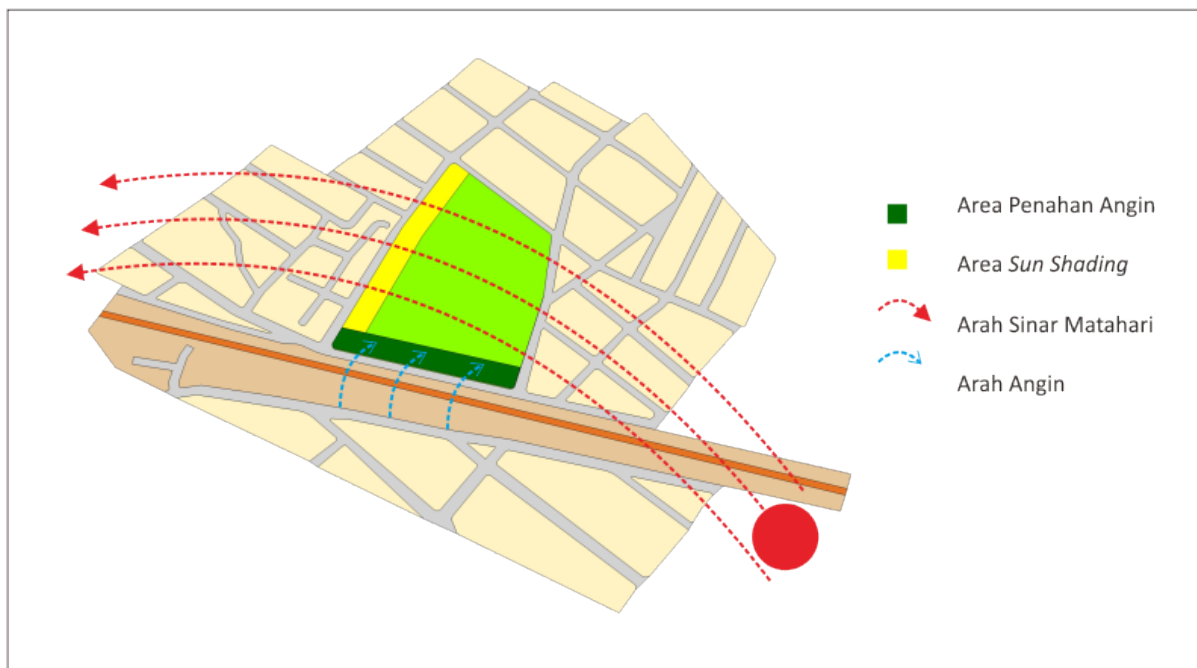 Area Penahan Angin
Area Sun Shading
Arah Sinar Matahari
Arah Angin